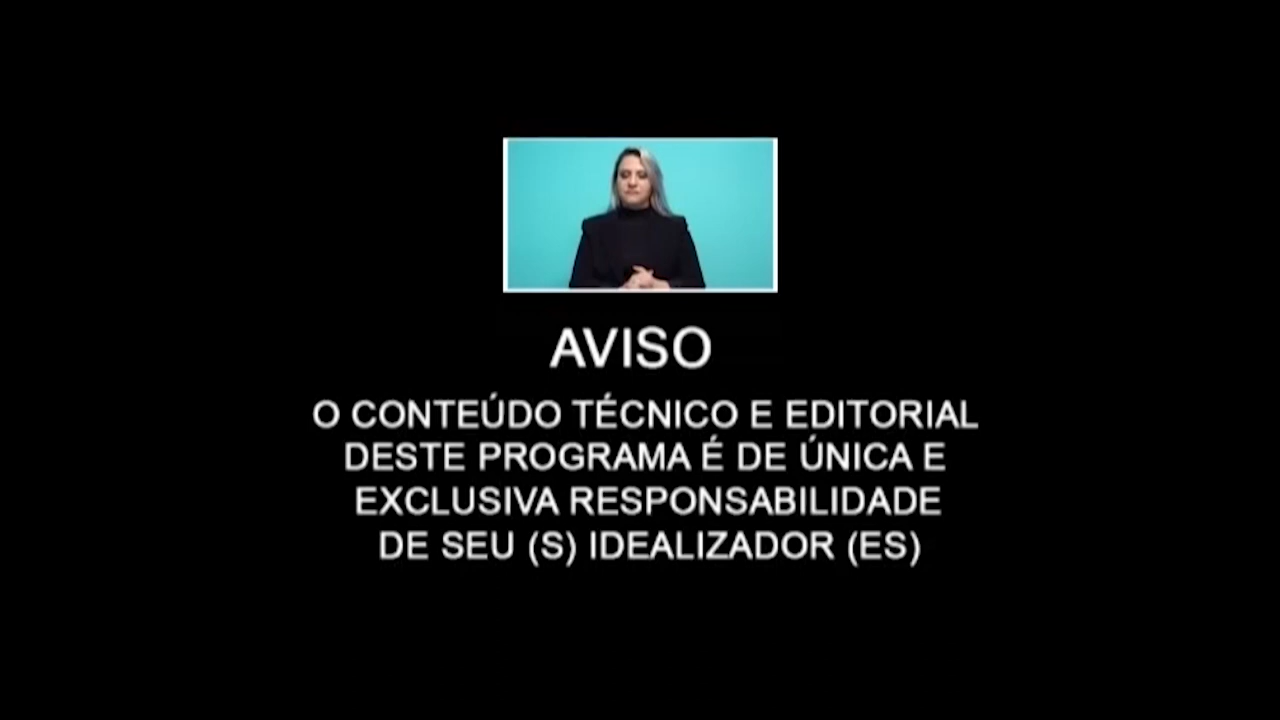 AVISO
O CONTEÚDO TÉCNICO E EDITORIAL
DESTE PROGRAMA É DE ÚNICA E
EXCLUSIVA RESPONSABILIDADE
DE SEU (S) IDEALIZADOR (ES)